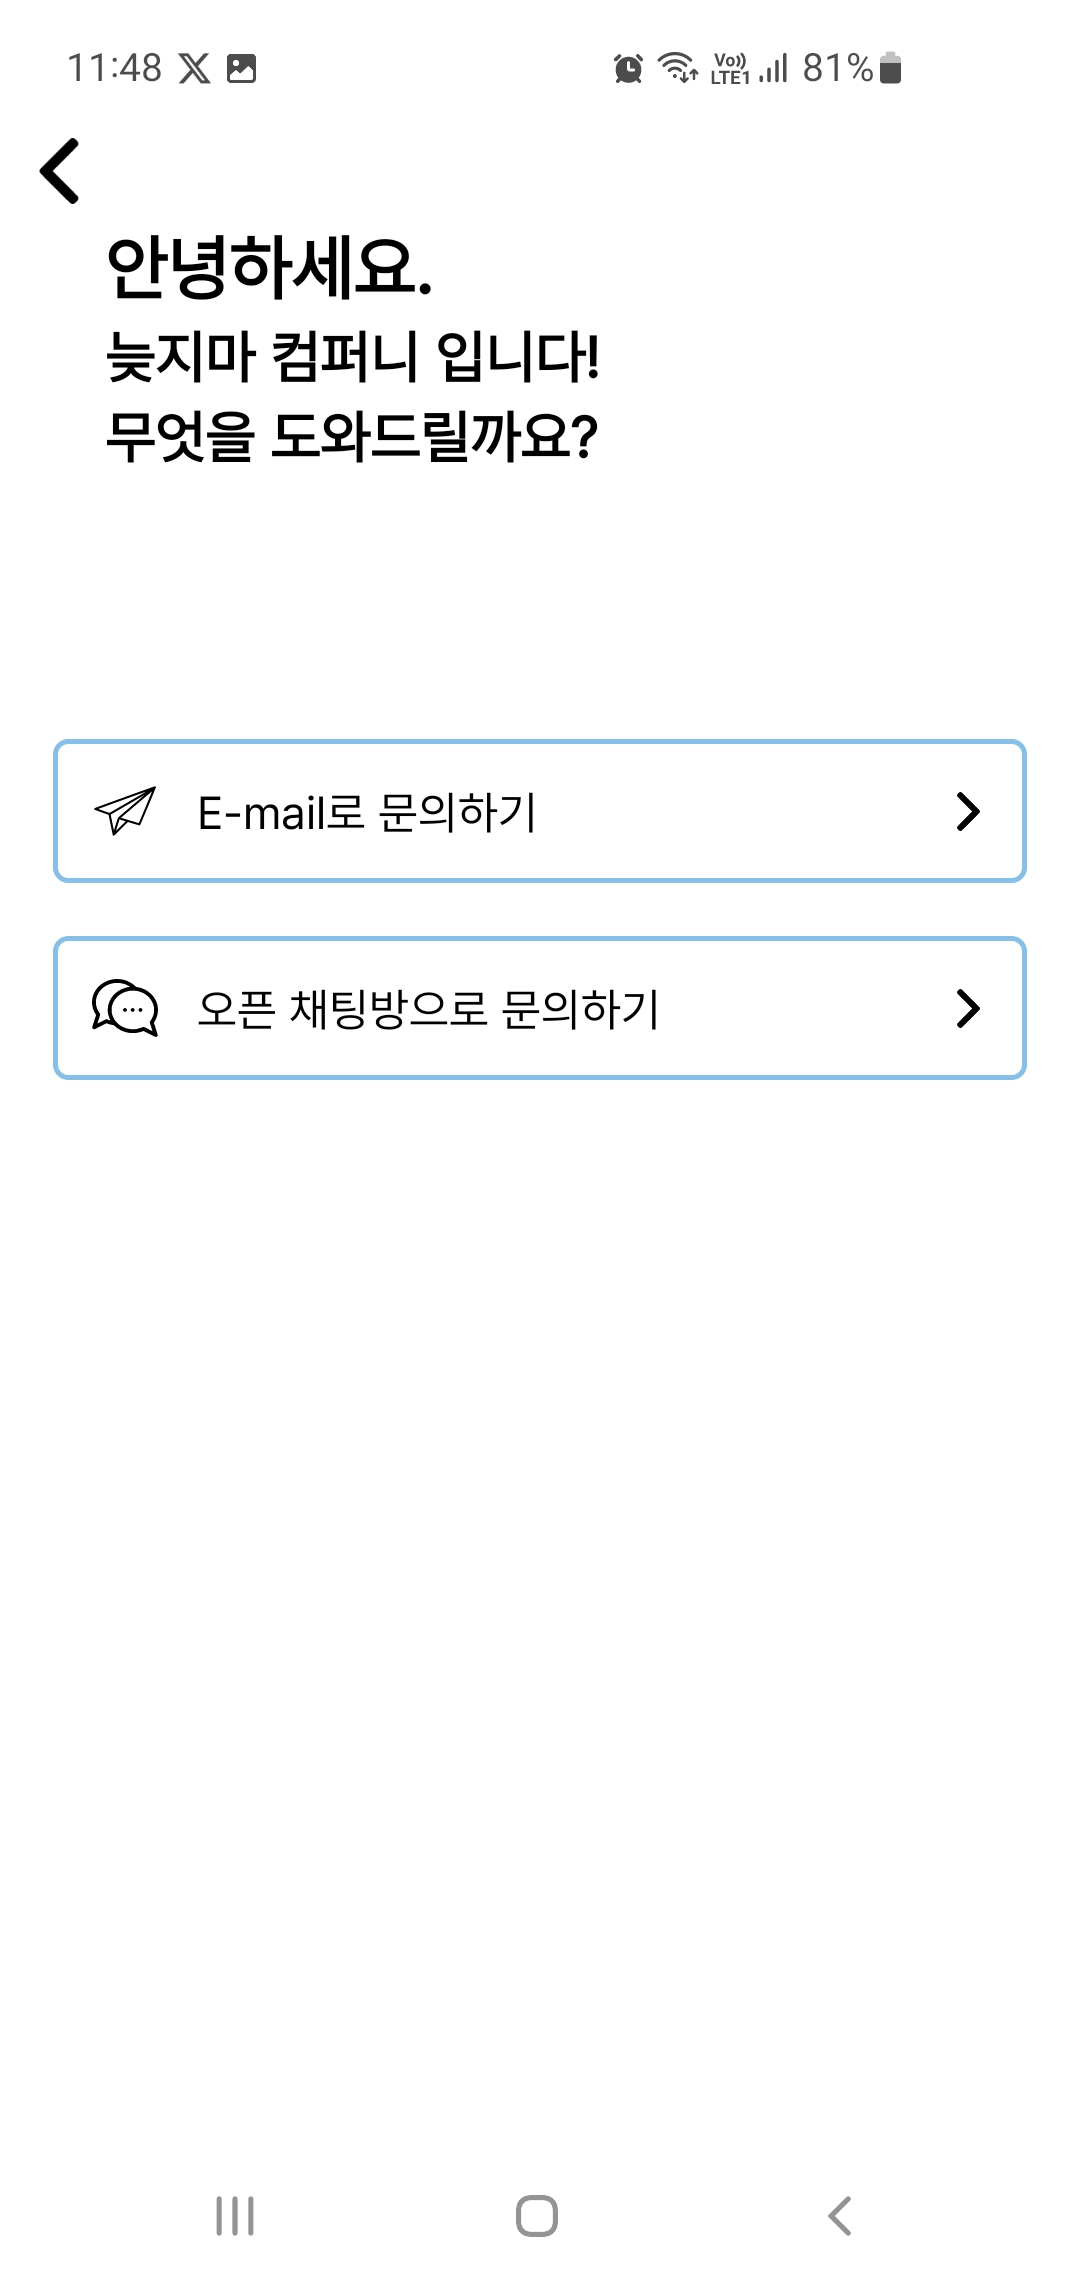 11:48 Vo)) LTE1 81%
안녕하세요.
늦지마 컴퍼니 입니다!
무엇을 도와드릴까요?
E-mail로 문의하기
오픈 채팅방으로 문의하기